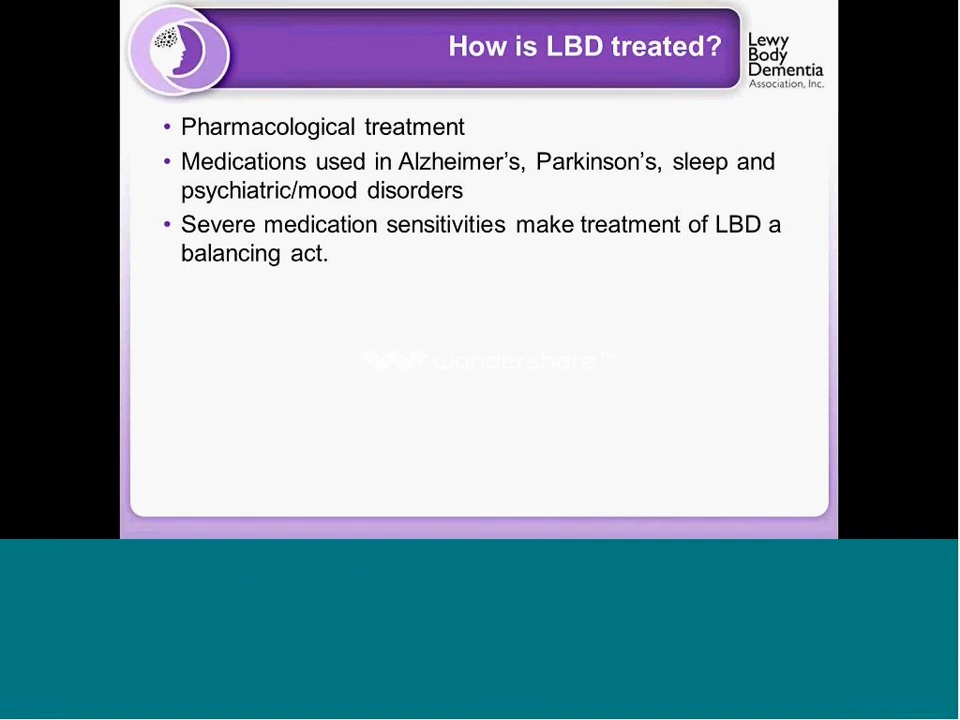 How is LBD treated?
Lewy
Body
Dementia
Association, Inc.
• Pharmacological treatment
• Medications used in Alzheimer’s, Parkinson’s, sleep and
psychiatric/mood disorders
• Severe medication sensitivities make treatment of LBD a
balancing act.
wondershare™